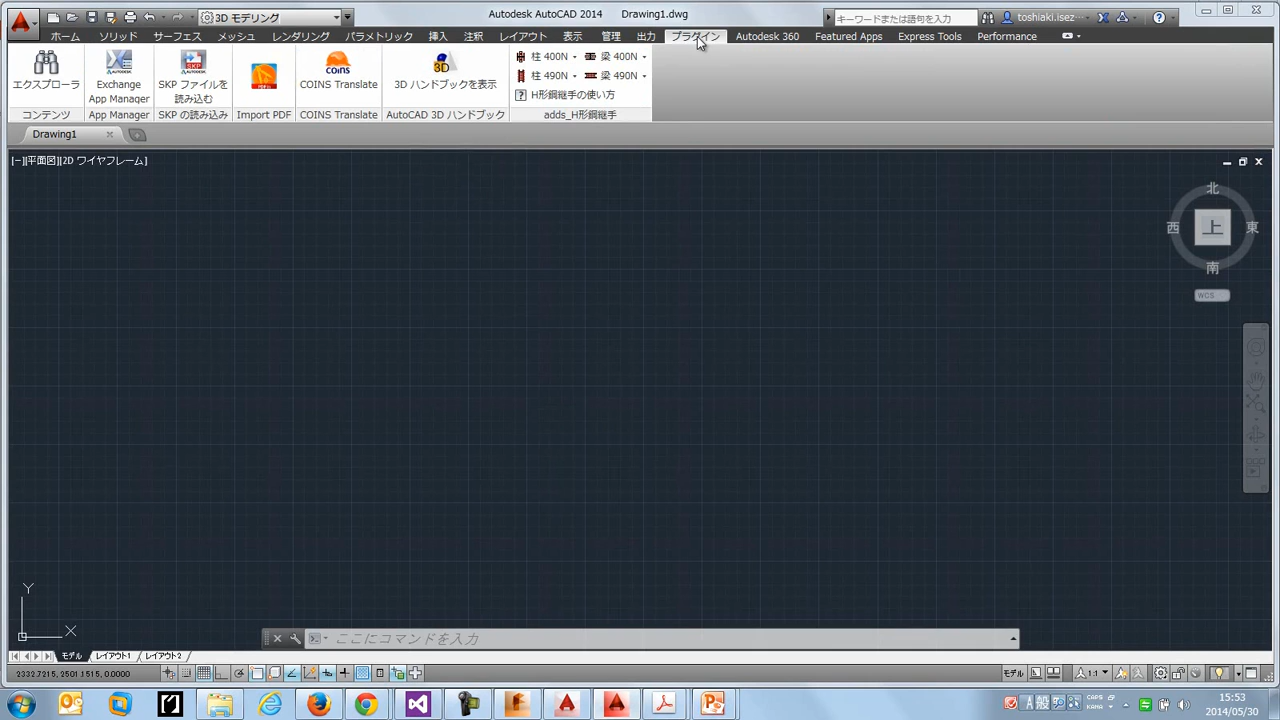 3D モデリング
Autodesk AutoCAD 2014 Drawing1.dwg
キーワードまたは語句を入力
toshiaki.isez...
ホーム ソリッド サーフェス メッシュ レンダリング パラメトリック 挿入 注釈 レイアウト 表示 管理 出力 プラグイン Autodesk 360 Featured Apps Express Tools Performance
エクスプローラ
Exchange
App Manager
SKP ファイルを
読み込む
COINS Translate
3D ハンドブックを表示
柱 400N 梁 400N
柱 490N 梁 490N
H形鋼継手の使い方
コンテンツ App Manager SKP の読み込み Import PDF COINS Translate AutoCAD 3D ハンドブック adds_H形鋼継手
Drawing1
[−][平面図][2D ワイヤフレーム]
北
西 上 東
南
WCS
Y
X
ここにコマンドを入力
モデル レイアウト1 レイアウト2
2332.7215, 2501.1515, 0.0000
モデル
1:1
般
CAPS
KANA
15:53
2014/05/30